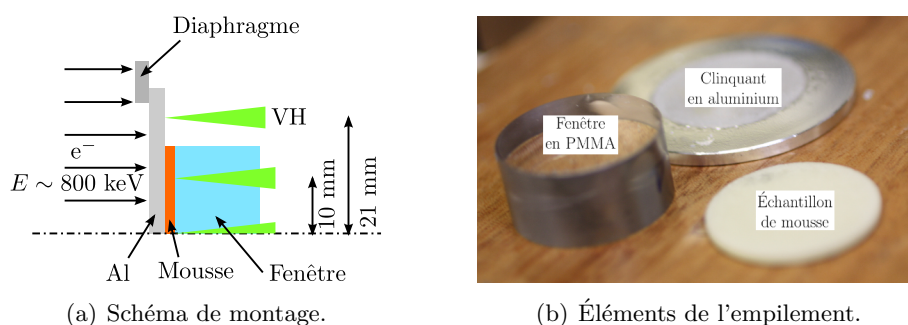 Diaphragme
VH
e⁻
E ∼ 800 keV
10 mm
21 mm
Al
Mousse
Fenêtre
(a) Schéma de montage.
Clinquant
en aluminium
Fenêtre
en PMMA
Échantillon
de mousse
(b) Éléments de l'empilement.